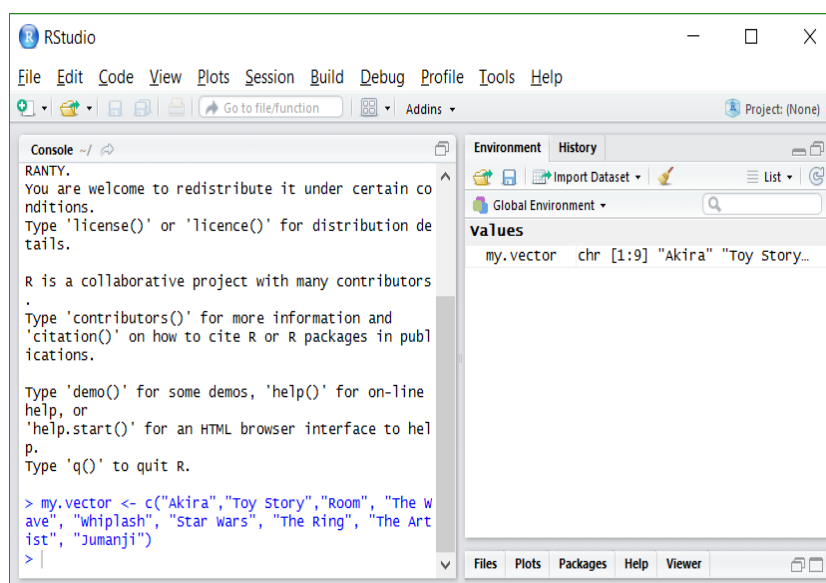 RStudio
File Edit Code View Plots Session Build Debug Profile Tools Help
Go to file/function Addins Project: (None)
Console ~/
RANTY.
You are welcome to redistribute it under certain co
nditions.
Type 'license()' or 'licence()' for distribution de
tails.
R is a collaborative project with many contributors
.
Type 'contributors()' for more information and
'citation()' on how to cite R or R packages in publ
ications.
Type 'demo()' for some demos, 'help()' for on-line
help, or
'help.start()' for an HTML browser interface to hel
p.
Type 'q()' to quit R.
> my.vector <- c("Akira","Toy Story","Room", "The W
ave", "Whiplash", "Star Wars", "The Ring", "The Art
ist", "Jumanji")
>
Environment History
Import Dataset List
Global Environment
Values
my.vector chr [1:9] "Akira" "Toy Story…
Files Plots Packages Help Viewer